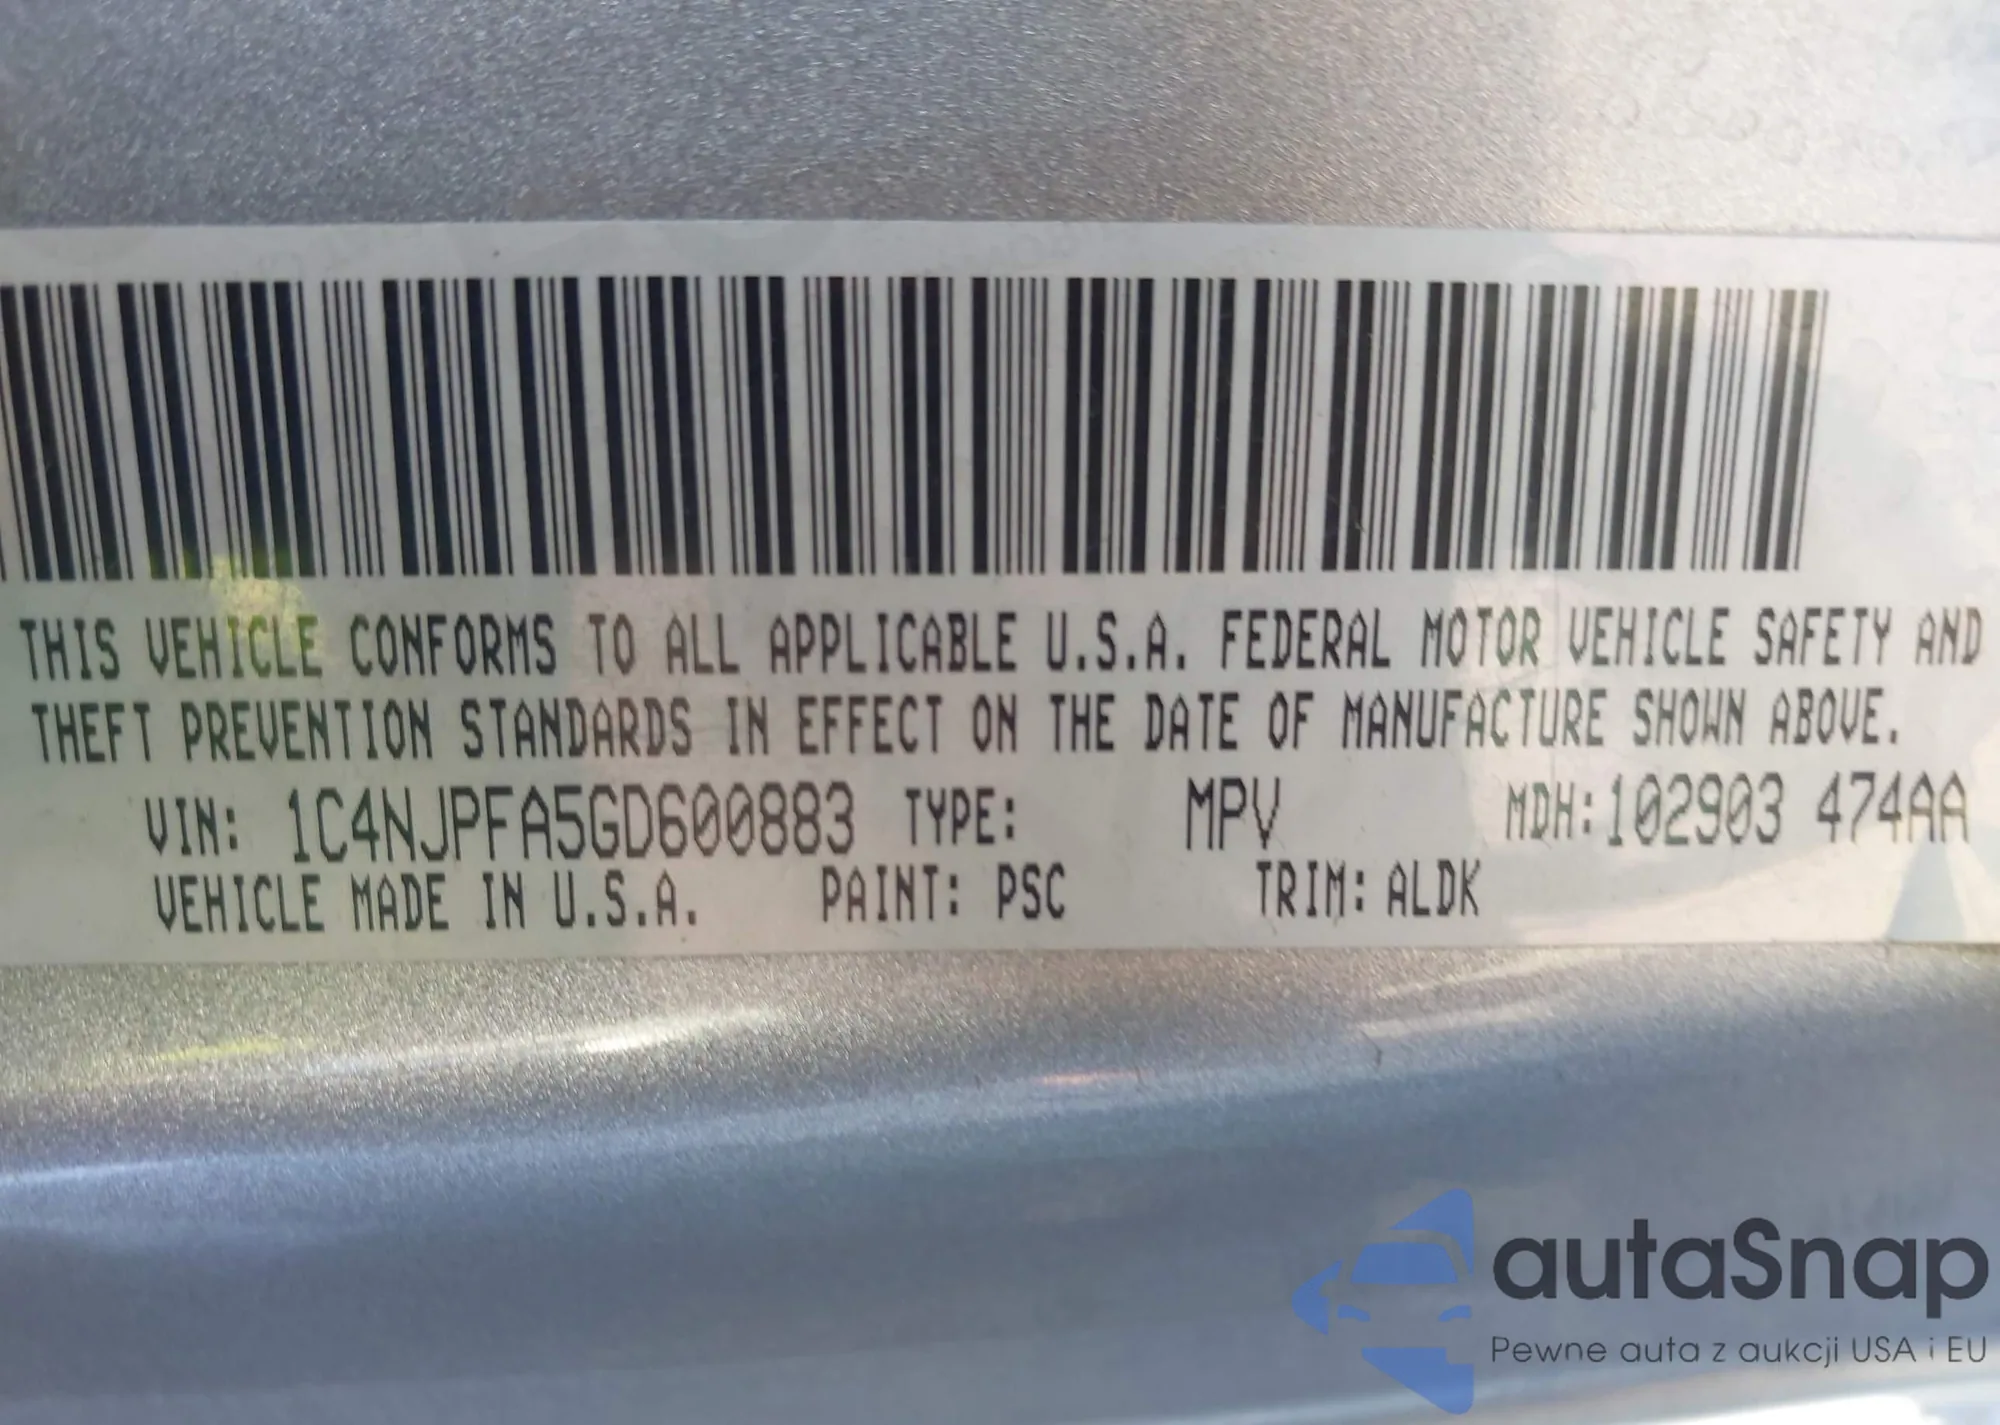 THIS VEHICLE CONFORMS TO ALL APPLICABLE U.S.A. FEDERAL MOTOR VEHICLE SAFETY AND
THEFT PREVENTION STANDARDS IN EFFECT ON THE DATE OF MANUFACTURE SHOWN ABOVE.
VIN: 1C4NJPFA5GD600883 TYPE: MPV MDH:102903 474AA
VEHICLE MADE IN U.S.A. PAINT: PSC TRIM: ALDK
autaSnap
Pewne auta z aukcji USA i EU